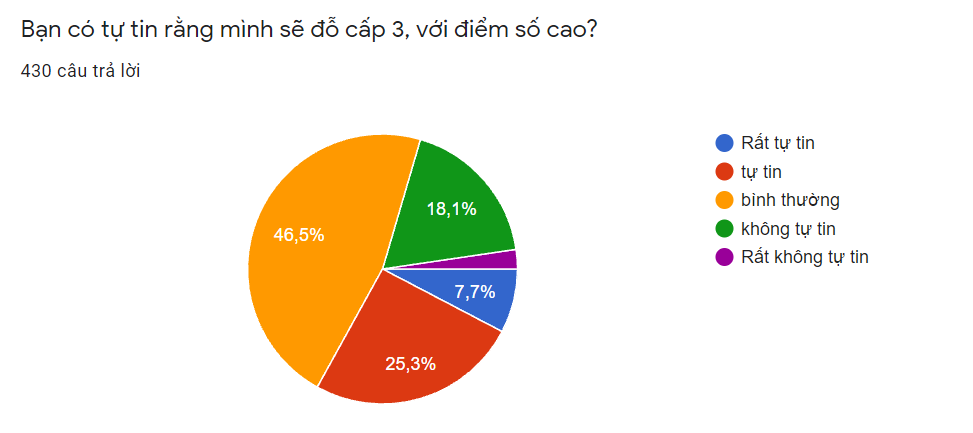 Bạn có tự tin rằng mình sẽ đỗ cấp 3, với điểm số cao?
430 câu trả lời
Rất tự tin
tự tin
bình thường
không tự tin
Rất không tự tin
18,1%
46,5%
7,7%
25,3%